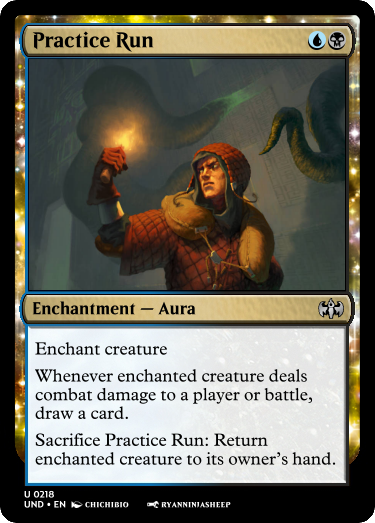 Practice Run
Enchantment — Aura
Enchant creature
Whenever enchanted creature deals
combat damage to a player or battle,
draw a card.
Sacrifice Practice Run: Return
enchanted creature to its owner's hand.
U 0218
UND • EN CHICHIBIO RYANNINJASHEEP